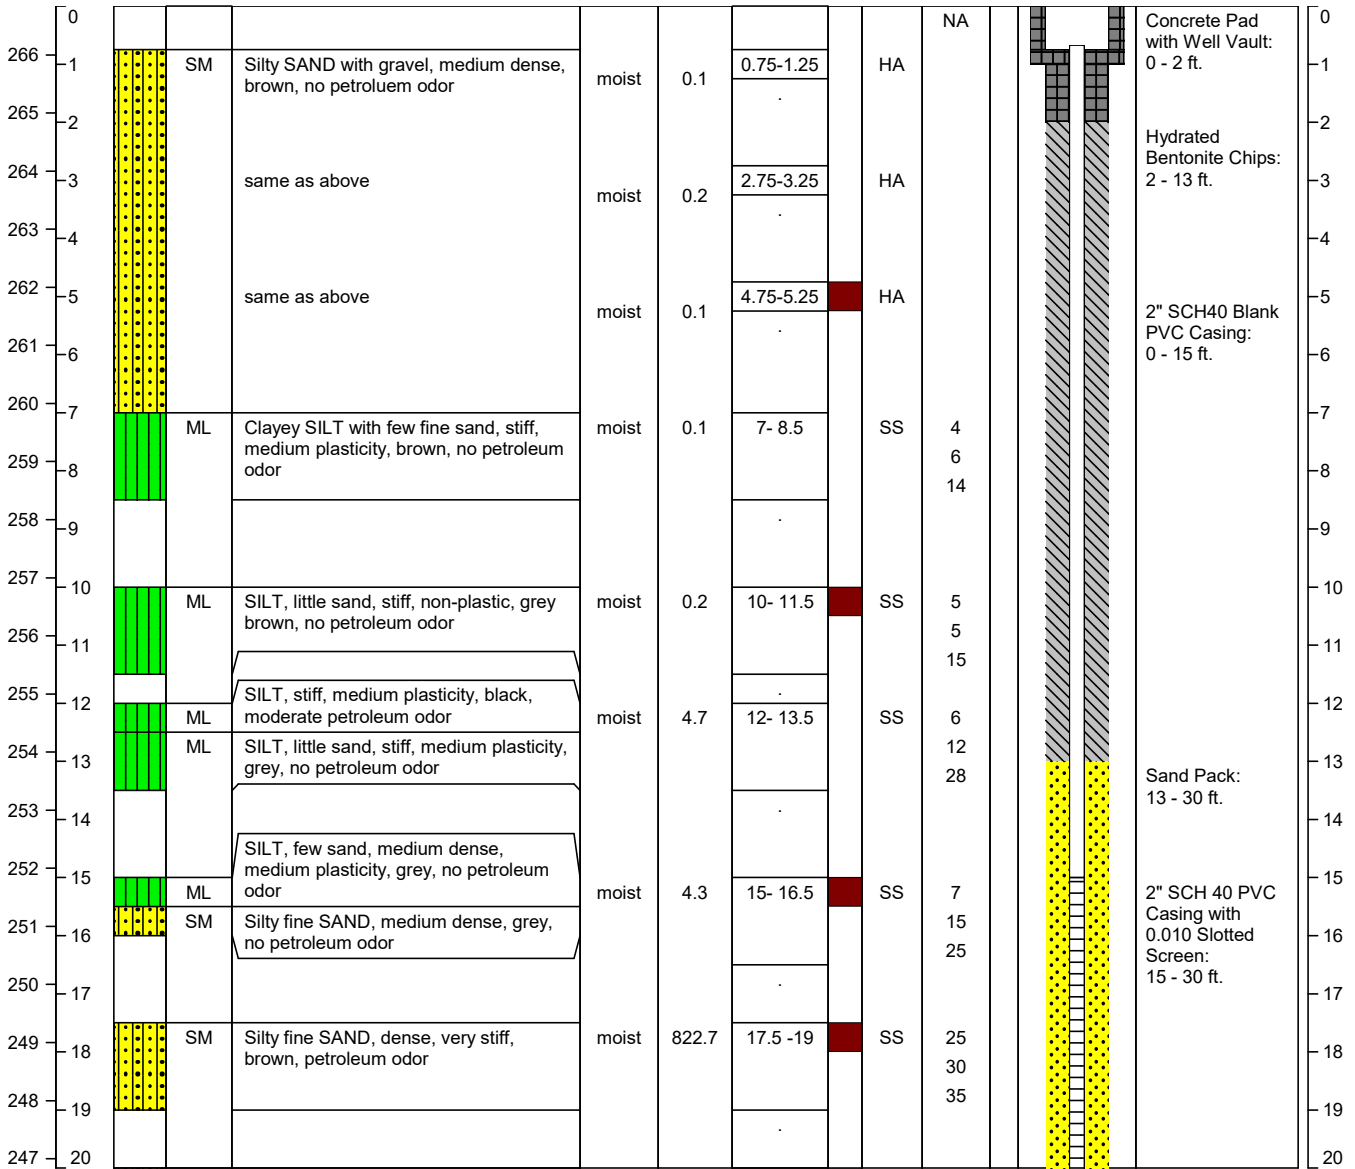 0 NA Concrete Pad 0
with Well Vault:
266 1 SM Silty SAND with gravel, medium dense, moist 0.1 0.75-1.25 HA 0 - 2 ft. 1
brown, no petroluem odor
.
265 2 2
Hydrated
Bentonite Chips:
264 3 same as above moist 0.2 2.75-3.25 HA 2 - 13 ft. 3
.
263 4 4
262 5 same as above moist 0.1 4.75-5.25 HA 5
2" SCH40 Blank
.
261 PVC Casing:
6 0 - 15 ft. 6
260 7 7
ML Clayey SILT with few fine sand, stiff, moist 0.1 7- 8.5 SS 4
medium plasticity, brown, no petroleum 6
259 8 odor 8
14
258 9 . 9
257 10 10
ML SILT, little sand, stiff, non-plastic, grey moist 0.2 10- 11.5 SS 5
brown, no petroleum odor
256 5
11 15 11
255 SILT, stiff, medium plasticity, black, .
12 12
ML moderate petroleum odor moist 4.7 12- 13.5 SS 6
254 ML SILT, little sand, stiff, medium plasticity, 12
13 grey, no petroleum odor 13
28 Sand Pack:
13 - 30 ft.
253 14 . 14
SILT, few sand, medium dense,
252 medium plasticity, grey, no petroleum
15 15
ML odor moist 4.3 15- 16.5 SS 7 2" SCH 40 PVC
251 SM Silty fine SAND, medium dense, grey, 15 Casing with
16 no petroleum odor 0.010 Slotted 16
25 Screen:
250 . 15 - 30 ft.
17 17
249 SM Silty fine SAND, dense, very stiff, moist 822.7 17.5 -19 SS 25
18 brown, petroleum odor 18
30
248 35
19 19
.
247 20 20